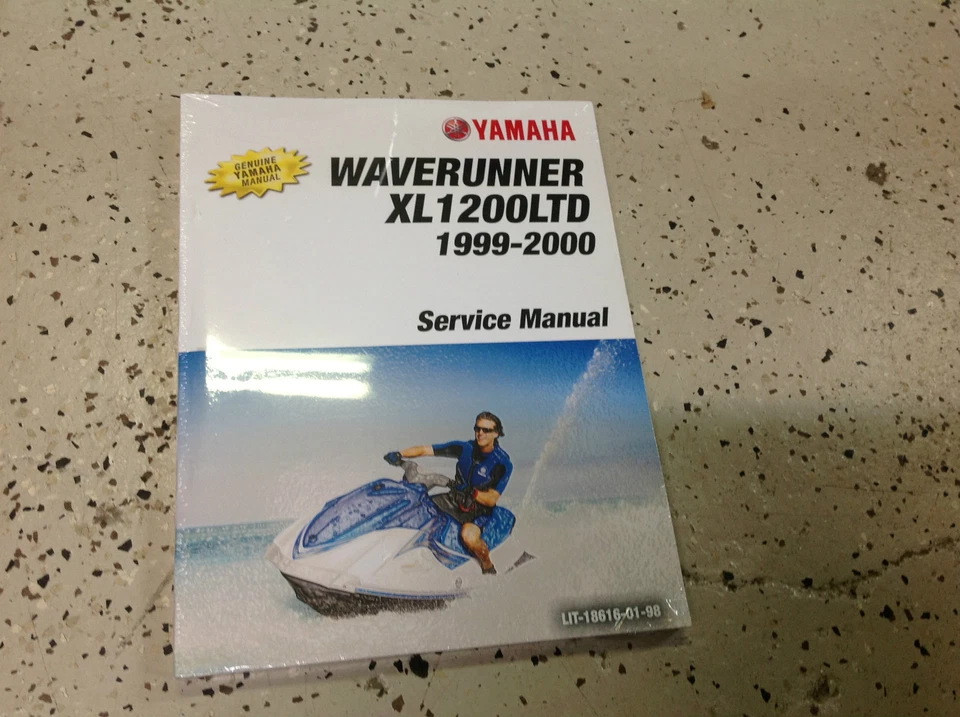 YAMAHA
GENUINE
YAMAHA
MANUAL
WAVERUNNER
XL1200LTD
1999-2000
Service Manual
LIT-18616-01-98